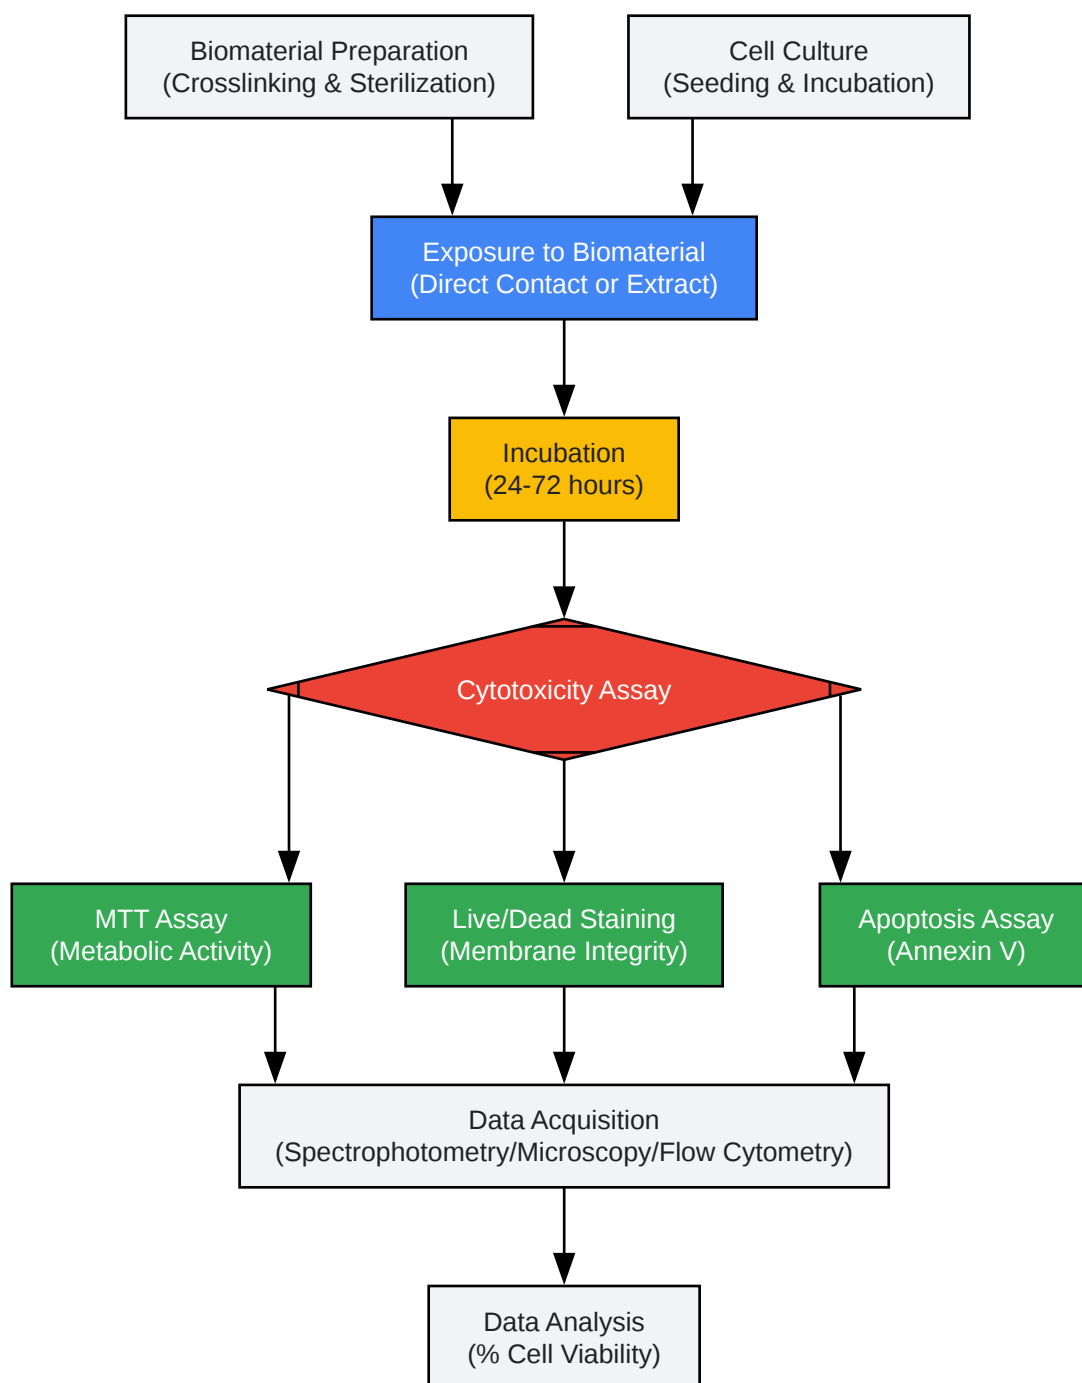 Biomaterial Preparation
(Crosslinking & Sterilization)
Cell Culture
(Seeding & Incubation)
Exposure to Biomaterial
(Direct Contact or Extract)
Incubation
(24-72 hours)
Cytotoxicity Assay
MTT Assay
(Metabolic Activity)
Live/Dead Staining
(Membrane Integrity)
Apoptosis Assay
(Annexin V)
Data Acquisition
(Spectrophotometry/Microscopy/Flow Cytometry)
Data Analysis
(% Cell Viability)